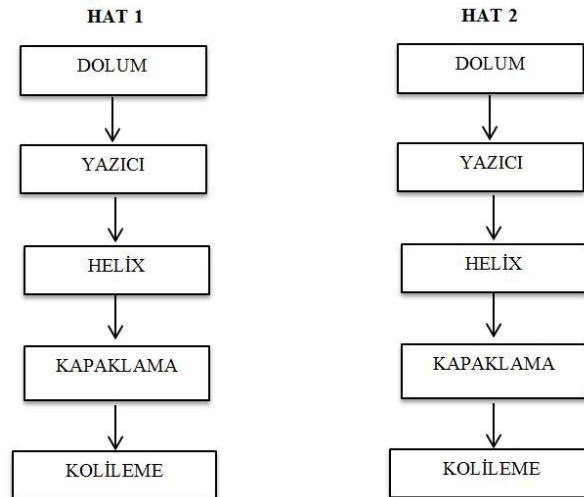 HAT 1
DOLUM
YAZICI
HELİX
KAPAKLAMA
KOLİLEME
HAT 2
DOLUM
YAZICI
HELİX
KAPAKLAMA
KOLİLEME